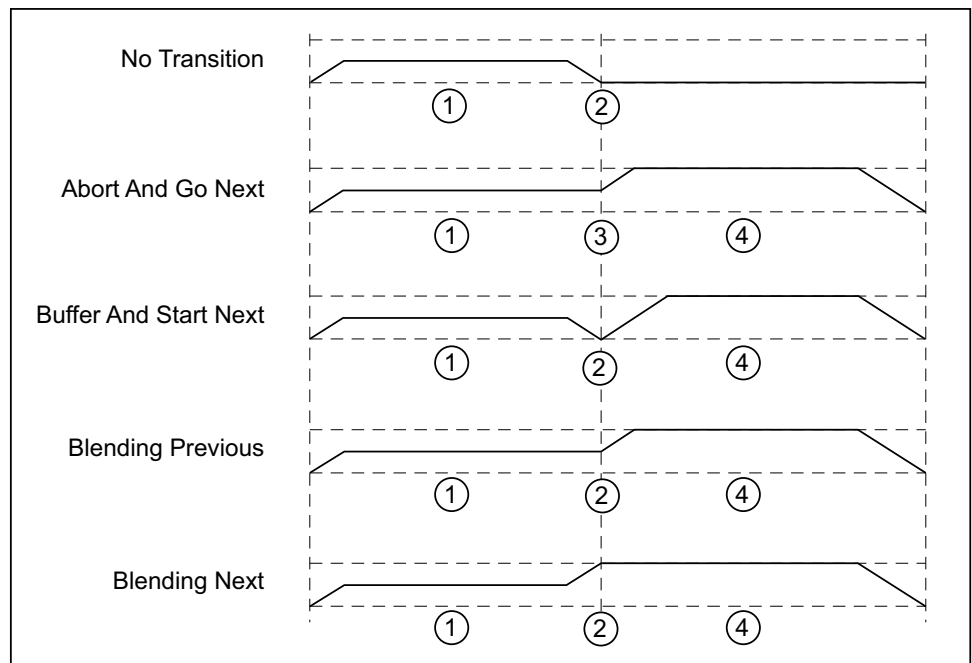 No Transition
① ②
Abort And Go Next
① ③ ④
Buffer And Start Next
① ② ④
Blending Previous
① ② ④
Blending Next
① ② ④